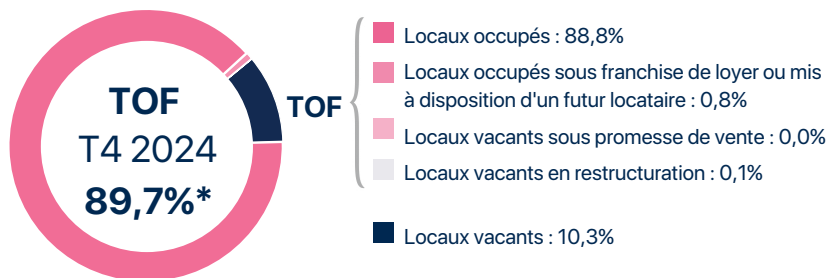 TOF
T4 2024
89,7%*
TOF
Locaux occupés : 88,8%
Locaux occupés sous franchise de loyer ou mis
à disposition d'un futur locataire : 0,8%
Locaux vacants sous promesse de vente : 0,0%
Locaux vacants en restructuration : 0,1%
Locaux vacants : 10,3%